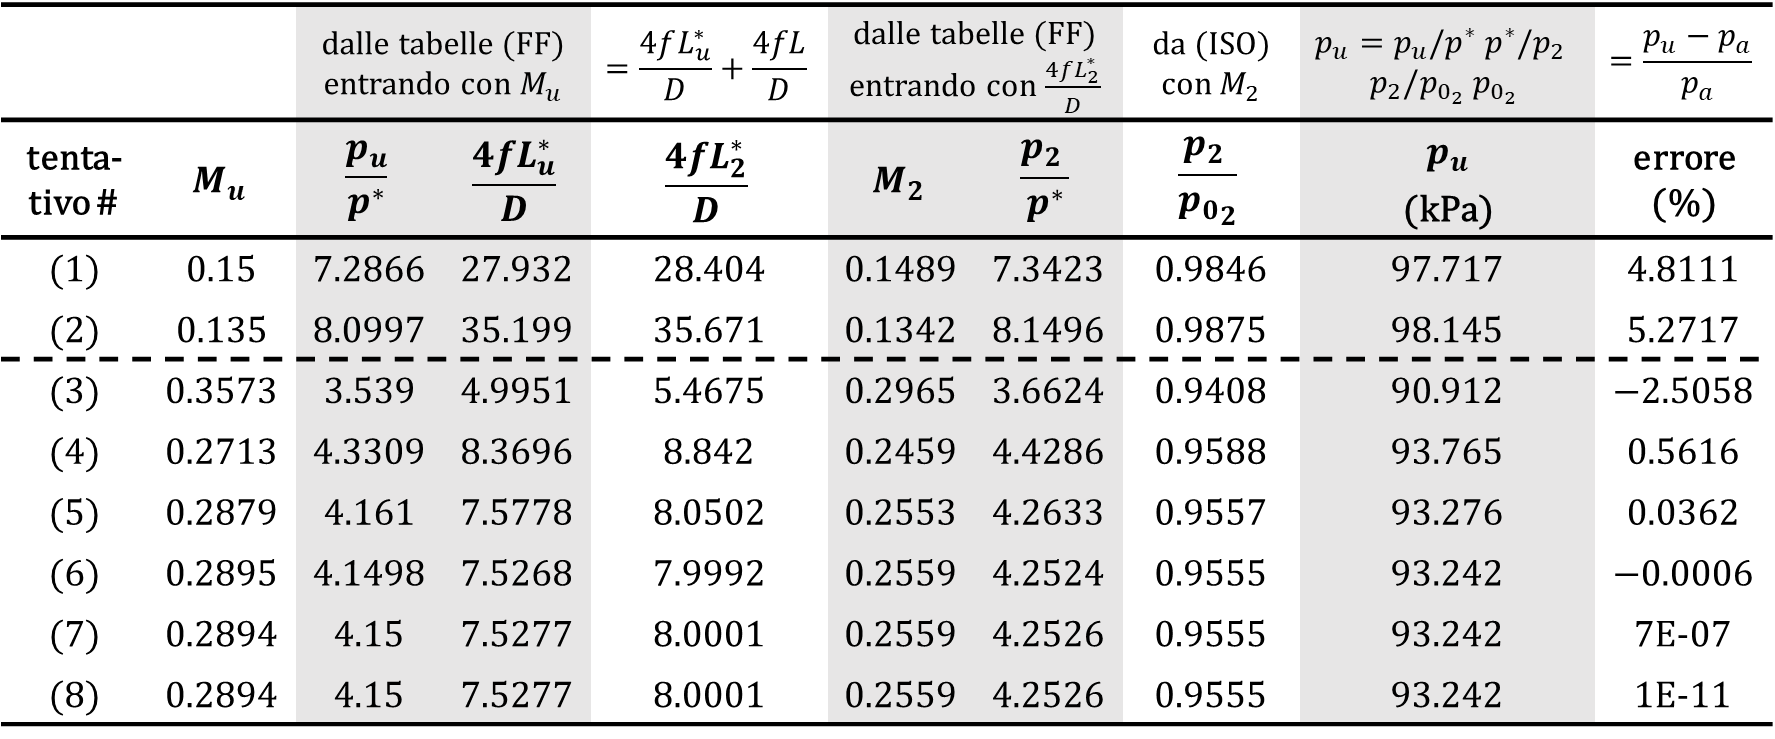 dalle tabelle (FF) entrando con M_u
= 4fL*_u/D + 4fL/D
dalle tabelle (FF) entrando con 4fL*_2/D
da (ISO) con M_2
p_u = p_u/p* p*/p_2 p_2/p_{0_2} p_{0_2}
= (p_u − p_a)/p_a
tenta-tivo # M_u p_u/p* 4fL*_u/D 4fL*_2/D M_2 p_2/p* p_2/p_{0_2} p_u (kPa) errore (%)
(1) 0.15 7.2866 27.932 28.404 0.1489 7.3423 0.9846 97.717 4.8111
(2) 0.135 8.0997 35.199 35.671 0.1342 8.1496 0.9875 98.145 5.2717
(3) 0.3573 3.539 4.9951 5.4675 0.2965 3.6624 0.9408 90.912 −2.5058
(4) 0.2713 4.3309 8.3696 8.842 0.2459 4.4286 0.9588 93.765 0.5616
(5) 0.2879 4.161 7.5778 8.0502 0.2553 4.2633 0.9557 93.276 0.0362
(6) 0.2895 4.1498 7.5268 7.9992 0.2559 4.2524 0.9555 93.242 −0.0006
(7) 0.2894 4.15 7.5277 8.0001 0.2559 4.2526 0.9555 93.242 7E-07
(8) 0.2894 4.15 7.5277 8.0001 0.2559 4.2526 0.9555 93.242 1E-11